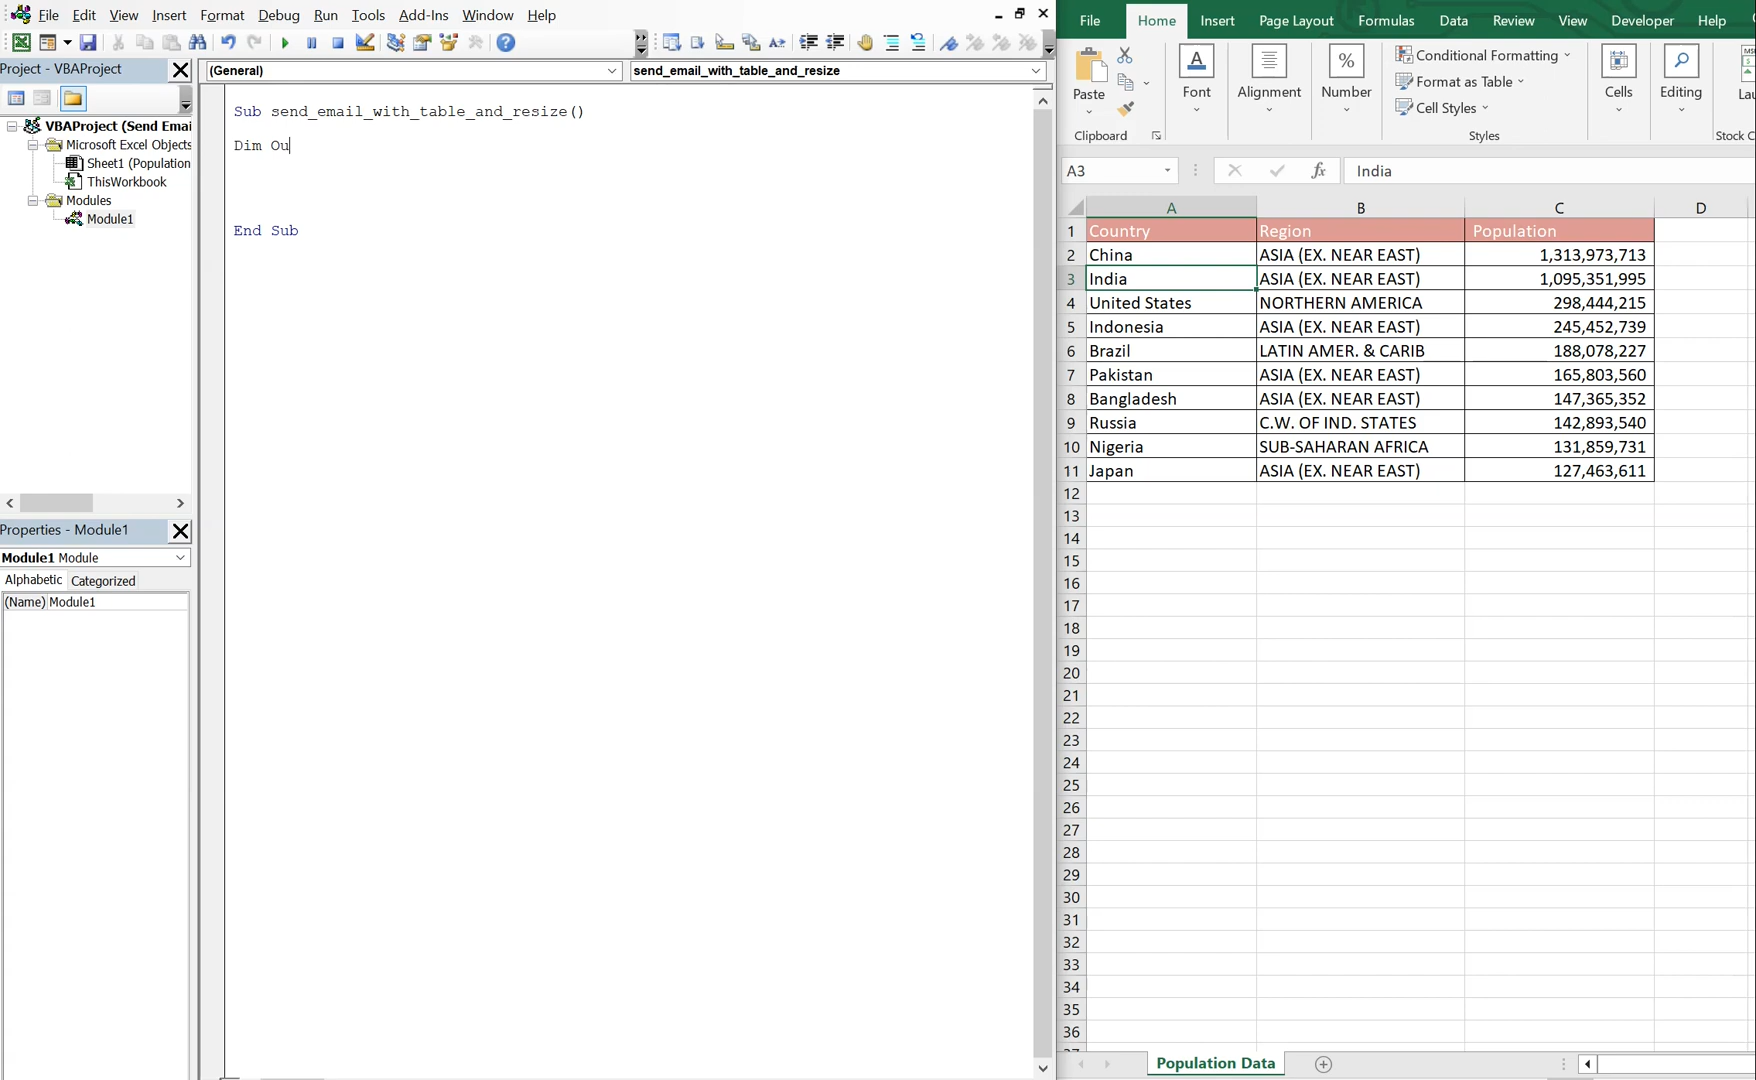 File Edit View Insert Format Debug Run Tools Add-Ins Window Help
Project - VBAProject
VBAProject (Send Emai
Microsoft Excel Objects
Sheet1 (Population
ThisWorkbook
Modules
Module1
Properties - Module1
Module1 Module
Alphabetic Categorized
(Name) Module1
(General) send_email_with_table_and_resize
Sub send_email_with_table_and_resize()
Dim Ou
End Sub
File Home Insert Page Layout Formulas Data Review View Developer Help
Paste Font Alignment Number Conditional Formatting Cells Editing
Format as Table
Cell Styles
Clipboard Styles Stock C
A3 fx India
A B C D
1 Country Region Population
2 China ASIA (EX. NEAR EAST) 1,313,973,713
3 India ASIA (EX. NEAR EAST) 1,095,351,995
4 United States NORTHERN AMERICA 298,444,215
5 Indonesia ASIA (EX. NEAR EAST) 245,452,739
6 Brazil LATIN AMER. & CARIB 188,078,227
7 Pakistan ASIA (EX. NEAR EAST) 165,803,560
8 Bangladesh ASIA (EX. NEAR EAST) 147,365,352
9 Russia C.W. OF IND. STATES 142,893,540
10 Nigeria SUB-SAHARAN AFRICA 131,859,731
11 Japan ASIA (EX. NEAR EAST) 127,463,611
12
13
14
15
16
17
18
19
20
21
22
23
24
25
26
27
28
29
30
31
32
33
34
35
36
Population Data